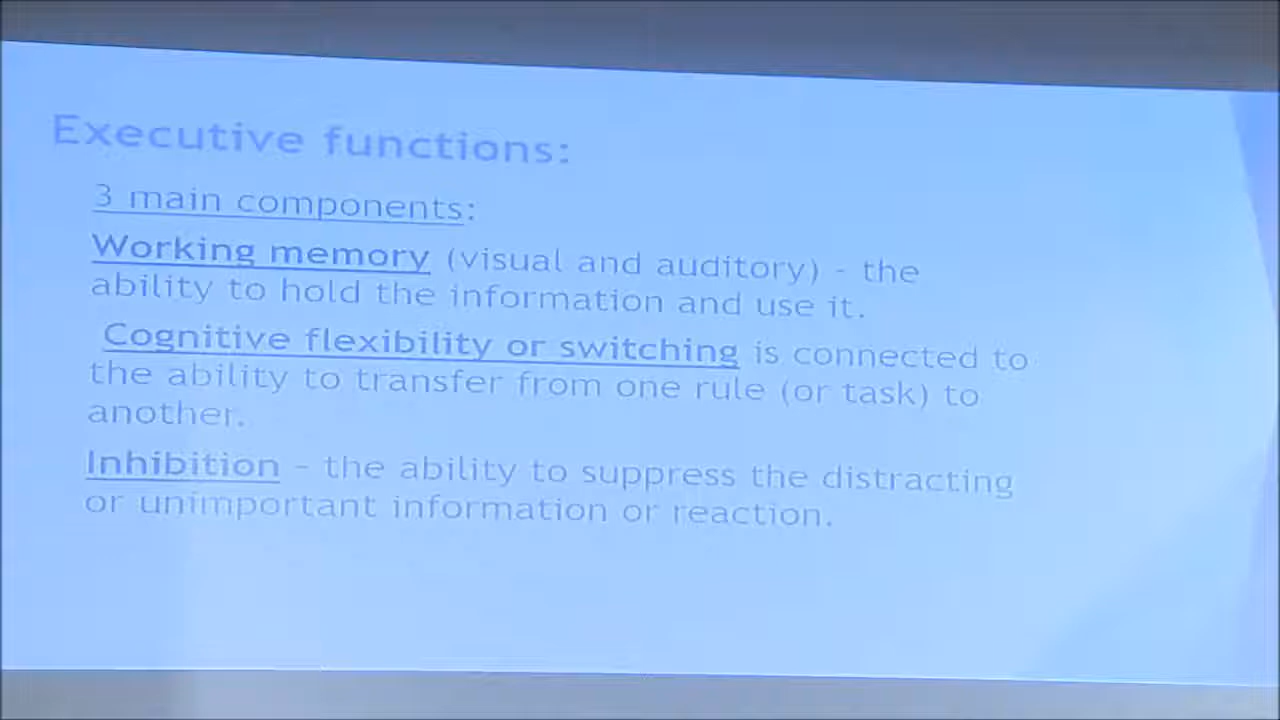 Executive functions:
3 main components:
Working memory (visual and auditory) - the
ability to hold the information and use it.
Cognitive flexibility or switching is connected to
the ability to transfer from one rule (or task) to
another.
Inhibition - the ability to suppress the distracting
or unimportant information or reaction.